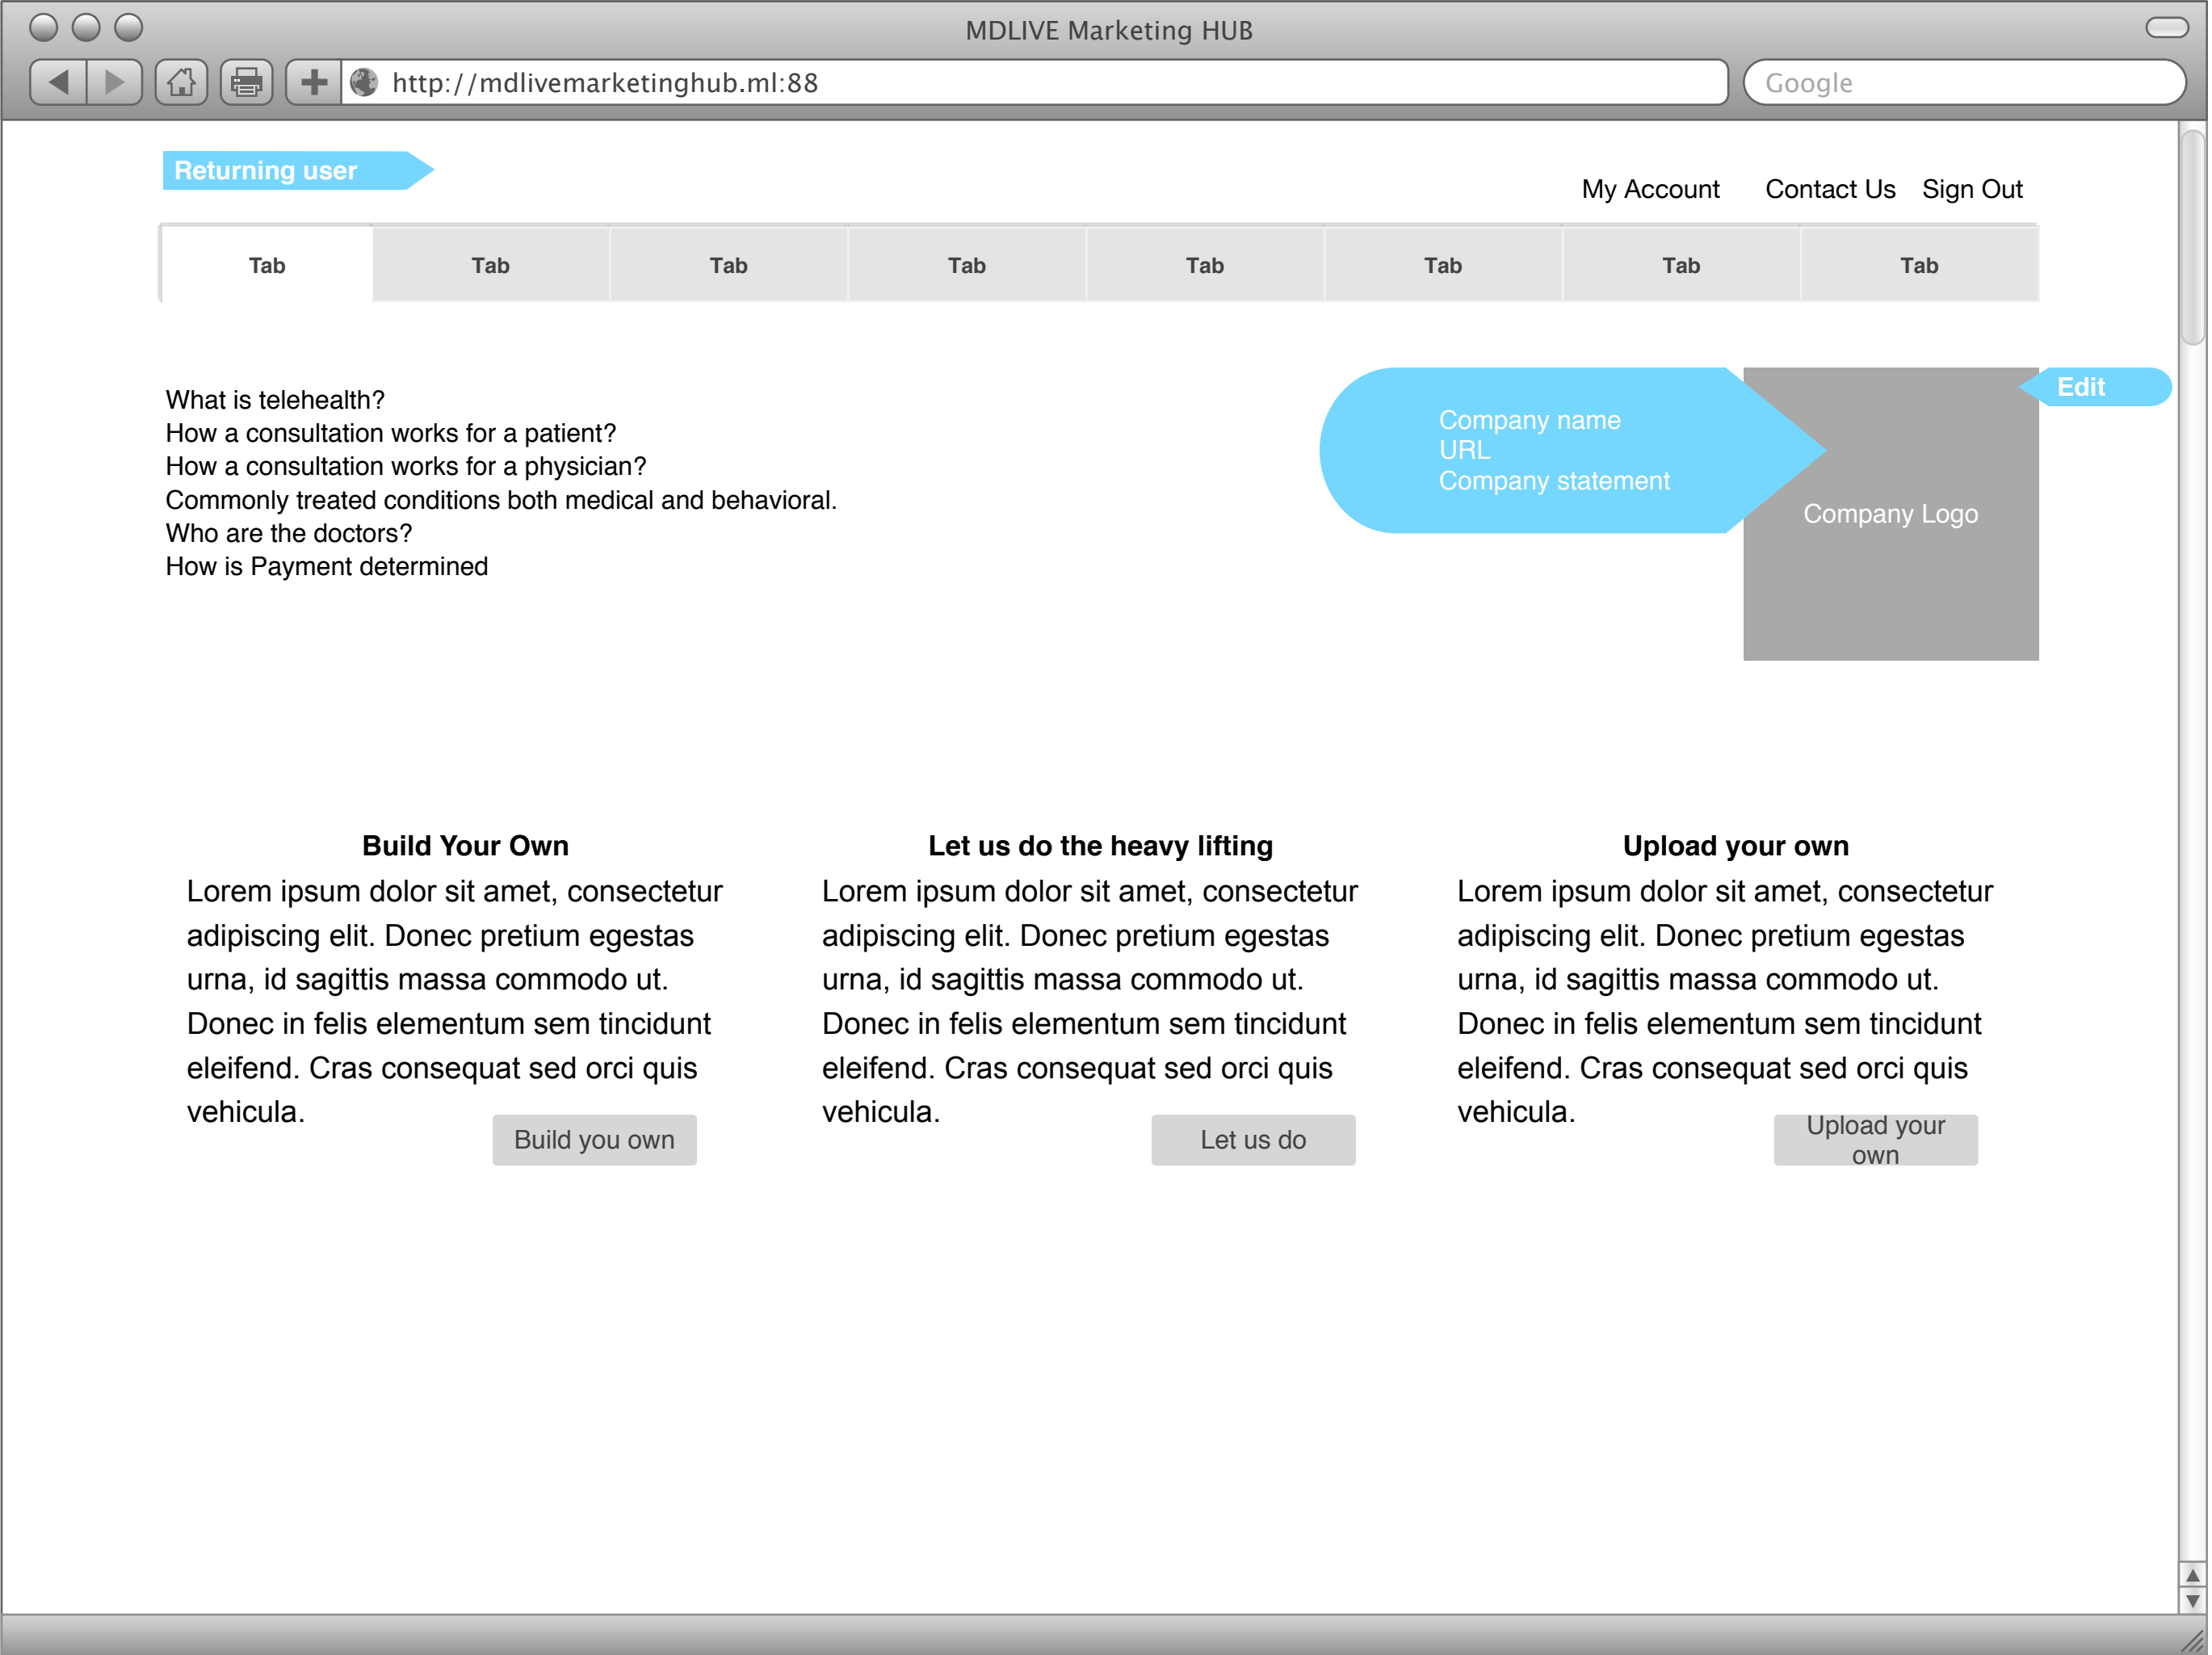 MDLIVE Marketing HUB
http://mdlivemarketinghub.ml:88
Google
Returning user
My Account Contact Us Sign Out
Tab Tab Tab Tab Tab Tab Tab Tab
What is telehealth?
How a consultation works for a patient?
How a consultation works for a physician?
Commonly treated conditions both medical and behavioral.
Who are the doctors?
How is Payment determined
Company name
URL
Company statement
Company Logo
Edit
Build Your Own
Lorem ipsum dolor sit amet, consectetur
adipiscing elit. Donec pretium egestas
urna, id sagittis massa commodo ut.
Donec in felis elementum sem tincidunt
eleifend. Cras consequat sed orci quis
vehicula.
Build you own
Let us do the heavy lifting
Lorem ipsum dolor sit amet, consectetur
adipiscing elit. Donec pretium egestas
urna, id sagittis massa commodo ut.
Donec in felis elementum sem tincidunt
eleifend. Cras consequat sed orci quis
vehicula.
Let us do
Upload your own
Lorem ipsum dolor sit amet, consectetur
adipiscing elit. Donec pretium egestas
urna, id sagittis massa commodo ut.
Donec in felis elementum sem tincidunt
eleifend. Cras consequat sed orci quis
vehicula.
Upload your
own